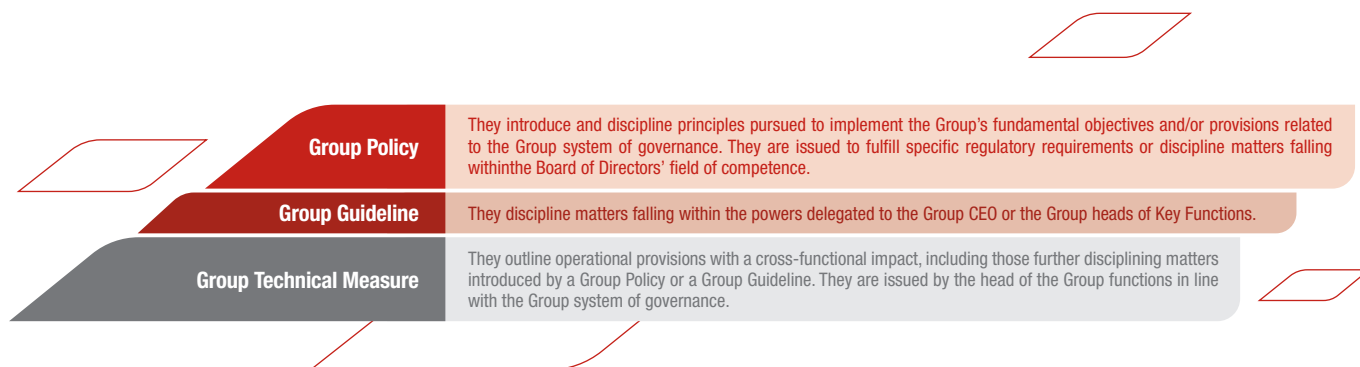 Group Policy
They introduce and discipline principles pursued to implement the Group's fundamental objectives and/or provisions related
to the Group system of governance. They are issued to fulfill specific regulatory requirements or discipline matters falling
withinthe Board of Directors' field of competence.
Group Guideline
They discipline matters falling within the powers delegated to the Group CEO or the Group heads of Key Functions.
Group Technical Measure
They outline operational provisions with a cross-functional impact, including those further disciplining matters
introduced by a Group Policy or a Group Guideline. They are issued by the head of the Group functions in line
with the Group system of governance.